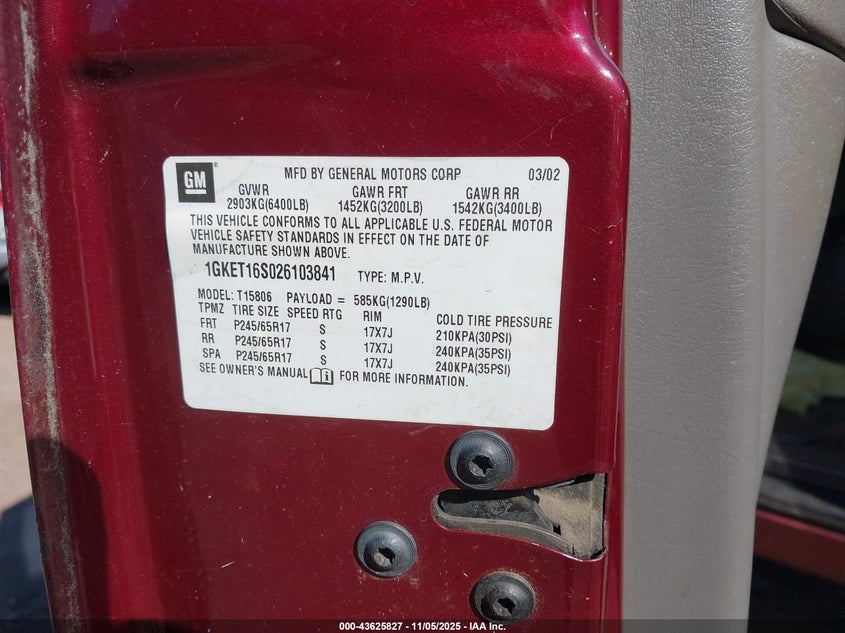 GM
MFD BY GENERAL MOTORS CORP 03/02
GVWR GAWR FRT GAWR RR
2903KG(6400LB) 1452KG(3200LB) 1542KG(3400LB)
THIS VEHICLE CONFORMS TO ALL APPLICABLE U.S. FEDERAL MOTOR
VEHICLE SAFETY STANDARDS IN EFFECT ON THE DATE OF
MANUFACTURE SHOWN ABOVE.
1GKET16S026103841 TYPE: M.P.V.
MODEL: T15806 PAYLOAD = 585KG(1290LB)
TPMZ TIRE SIZE SPEED RTG RIM COLD TIRE PRESSURE
FRT P245/65R17 S 17X7J 210KPA(30PSI)
RR P245/65R17 S 17X7J 240KPA(35PSI)
SPA P245/65R17 S 17X7J 240KPA(35PSI)
SEE OWNER'S MANUAL FOR MORE INFORMATION.
000-43625827 - 11/05/2025 - IAA Inc.